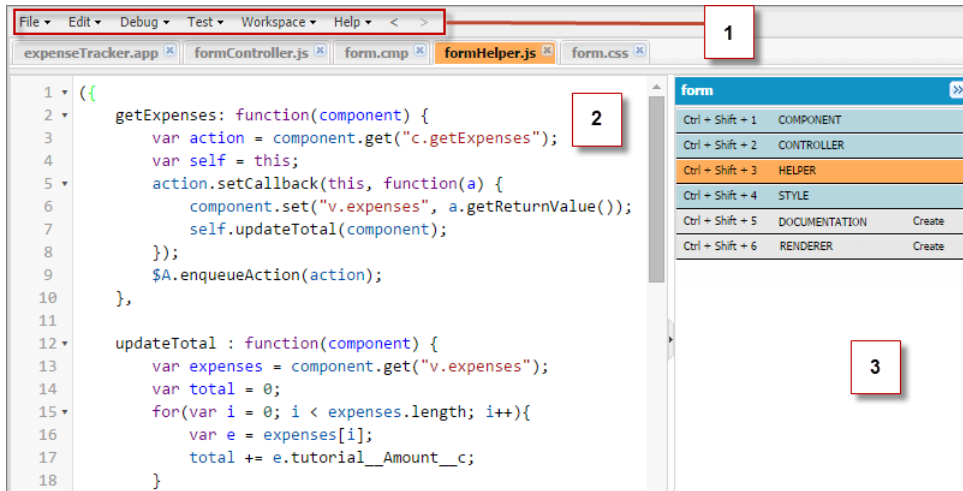 File ▾ Edit ▾ Debug ▾ Test ▾ Workspace ▾ Help ▾ < >
1
expenseTracker.app formController.js form.cmp formHelper.js form.css
1 ({
2     getExpenses: function(component) {
3         var action = component.get("c.getExpenses");
4         var self = this;
5         action.setCallback(this, function(a) {
6             component.set("v.expenses", a.getReturnValue());
7             self.updateTotal(component);
8         });
9         $A.enqueueAction(action);
10     },
11
12     updateTotal : function(component) {
13         var expenses = component.get("v.expenses");
14         var total = 0;
15         for(var i = 0; i < expenses.length; i++){
16             var e = expenses[i];
17             total += e.tutorial__Amount__c;
18         }
2
form
Ctrl + Shift + 1 COMPONENT
Ctrl + Shift + 2 CONTROLLER
Ctrl + Shift + 3 HELPER
Ctrl + Shift + 4 STYLE
Ctrl + Shift + 5 DOCUMENTATION Create
Ctrl + Shift + 6 RENDERER Create
3